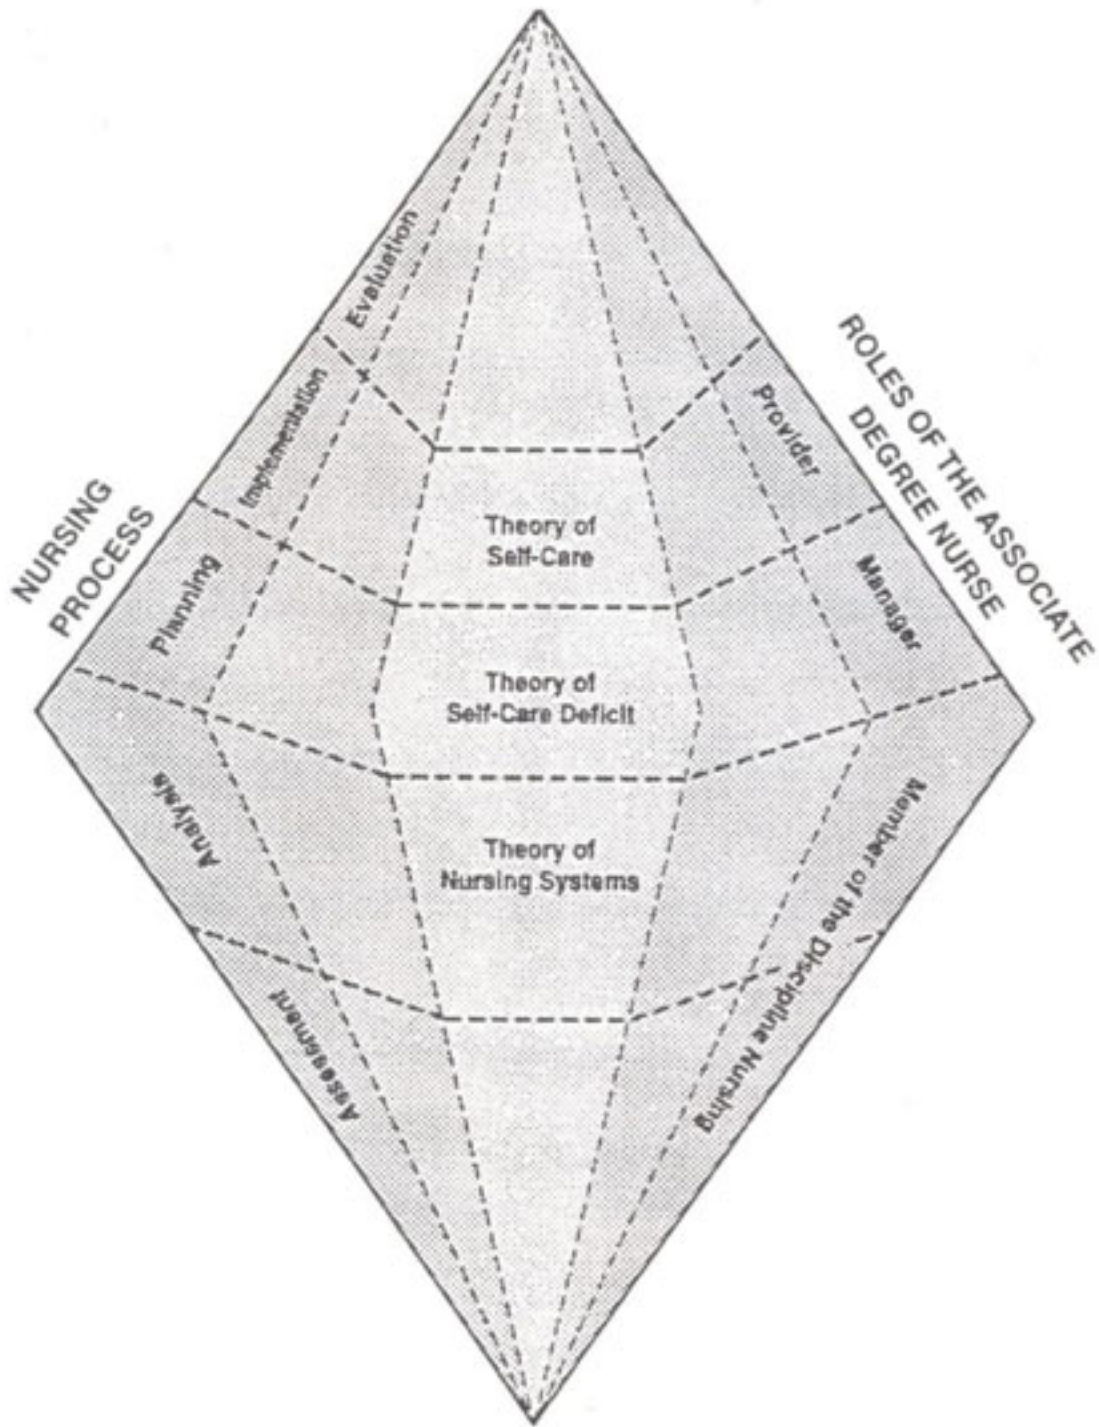 NURSING
PROCESS
Evaluation
Implementation
Planning
Analysis
Assessment
Theory of
Self-Care
Theory of
Self-Care Deficit
Theory of
Nursing Systems
ROLES OF THE ASSOCIATE
DEGREE NURSE
Provider
Manager
Member of the Discipline Nursing